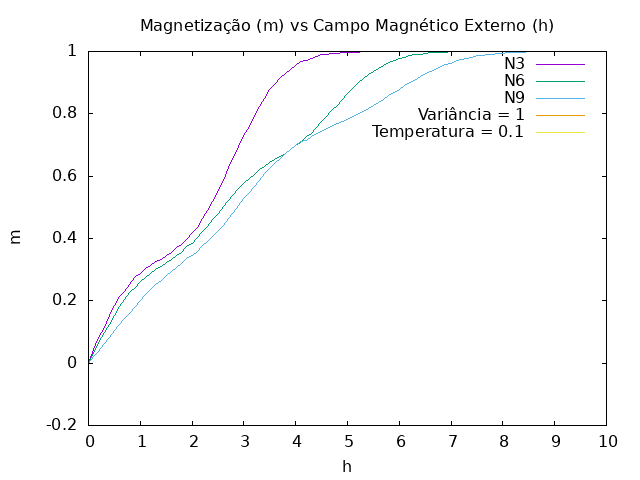 Magnetização (m) vs Campo Magnético Externo (h)
1
0.8
0.6
0.4
0.2
0
-0.2
m
N3
N6
N9
Variância = 1
Temperatura = 0.1
0 1 2 3 4 5 6 7 8 9 10
h